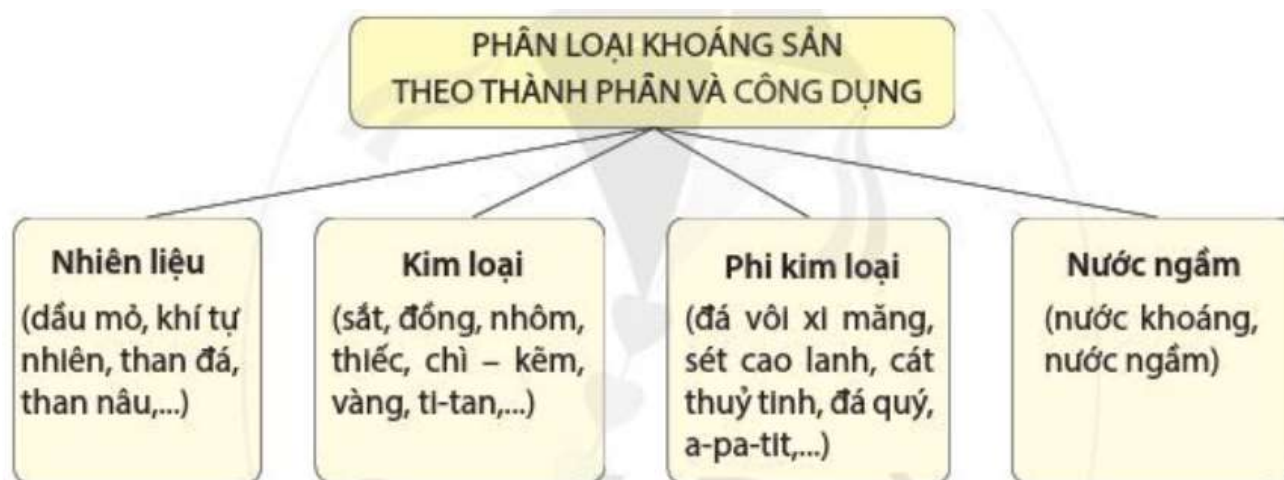 PHÂN LOẠI KHOÁNG SẢN
THEO THÀNH PHẦN VÀ CÔNG DỤNG
Nhiên liệu
(dầu mỏ, khí tự
nhiên, than đá,
than nâu,...)
Kim loại
(sắt, đồng, nhôm,
thiếc, chì – kẽm,
vàng, ti-tan,...)
Phi kim loại
(đá vôi xi măng,
sét cao lanh, cát
thuỷ tinh, đá quý,
a-pa-tit,...)
Nước ngầm
(nước khoáng,
nước ngầm)